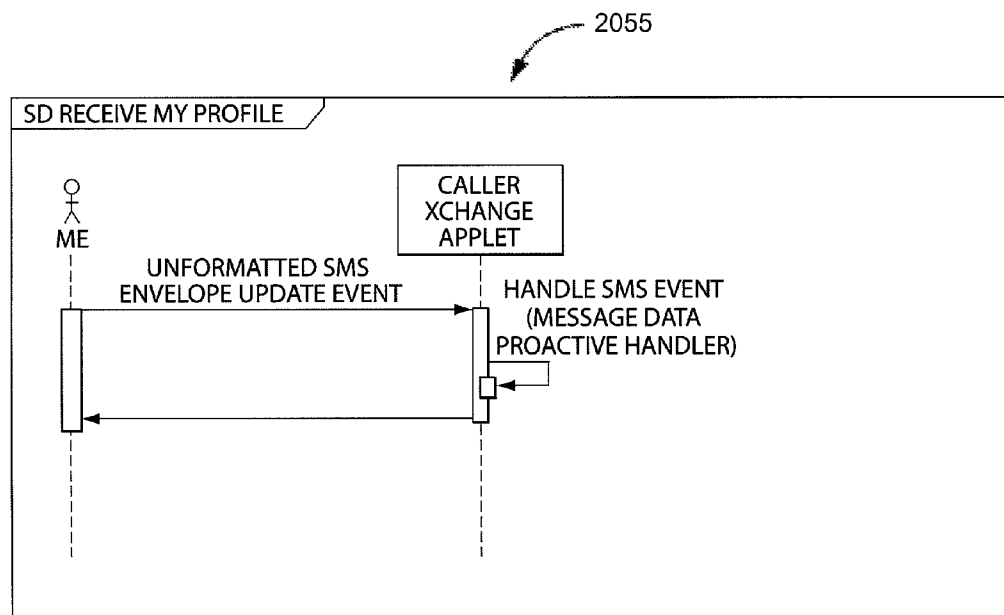 2055
SD RECEIVE MY PROFILE
CALLER
XCHANGE
APPLET
ME
UNFORMATTED SMS
ENVELOPE UPDATE EVENT
HANDLE SMS EVENT
(MESSAGE DATA
PROACTIVE HANDLER)